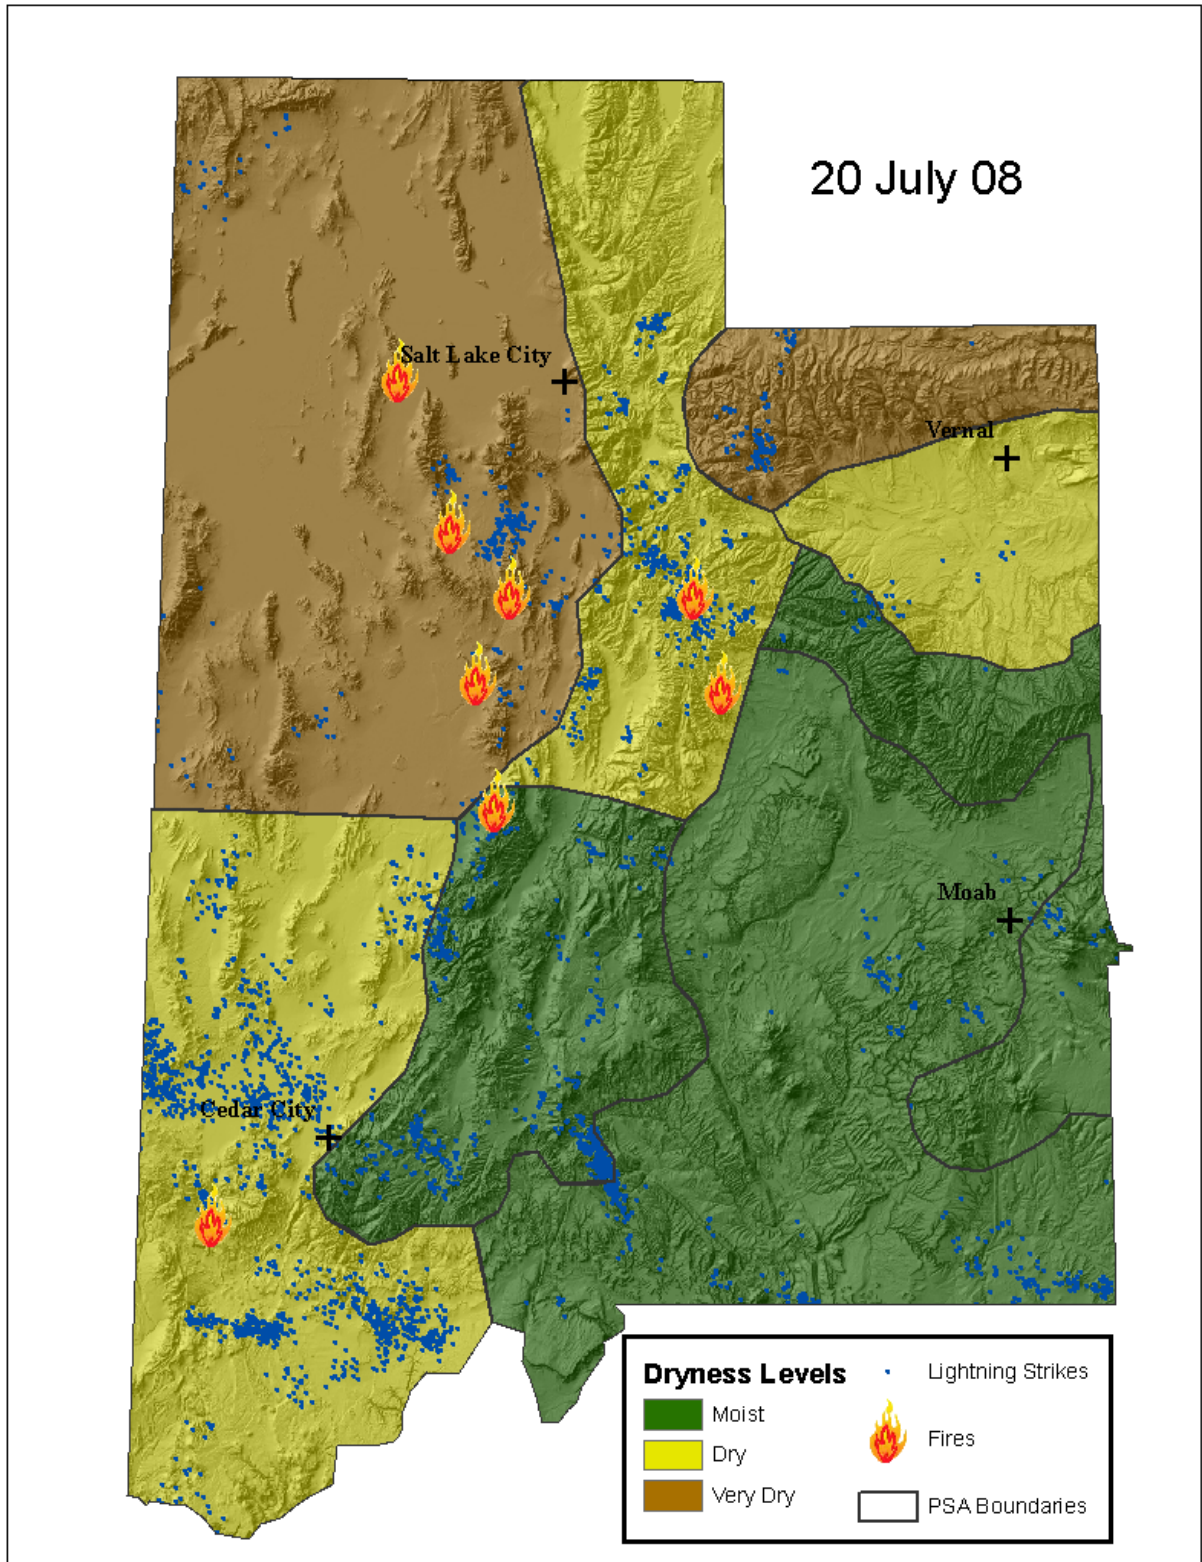 20 July 08
Salt Lake City
Vernal
Moab
Cedar City
Dryness Levels
Moist
Dry
Very Dry
Lightning Strikes
Fires
PSA Boundaries